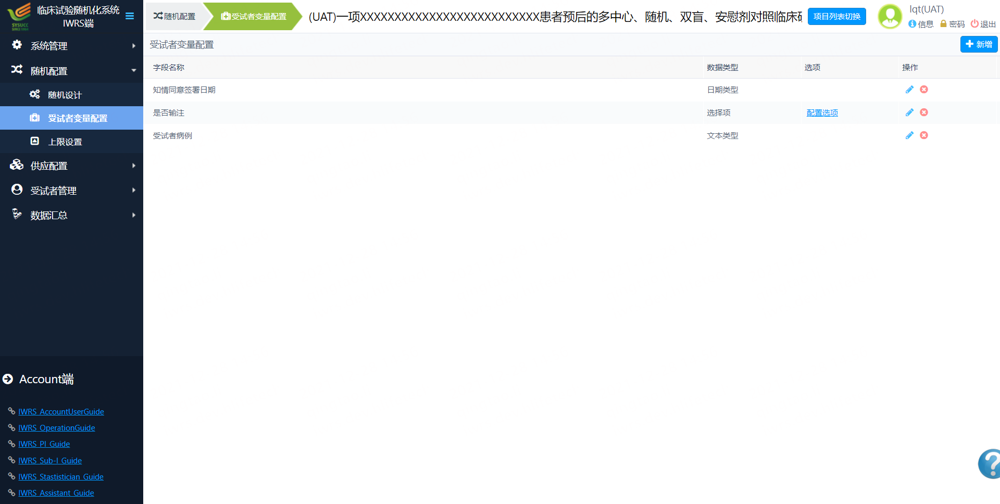 SYSUCC
SINCE 1964
临床试验随机化系统
IWRS端
系统管理
随机配置
随机设计
受试者变量配置
上限设置
供应配置
受试者管理
数据汇总
Account端
IWRS AccountUserGuide
IWRS OperationGuide
IWRS PI Guide
IWRS Sub-I Guide
IWRS Stastistician Guide
IWRS Assistant Guide
随机配置
受试者变量配置
(UAT)一项XXXXXXXXXXXXXXXXXXXXXXXXXX患者预后的多中心、随机、双盲、安慰剂对照临床研
项目列表切换
lqt(UAT)
信息 密码 退出
受试者变量配置
新增
字段名称 数据类型 选项 操作
知情同意签署日期 日期类型
是否输注 选择项 配置选项
受试者病例 文本类型